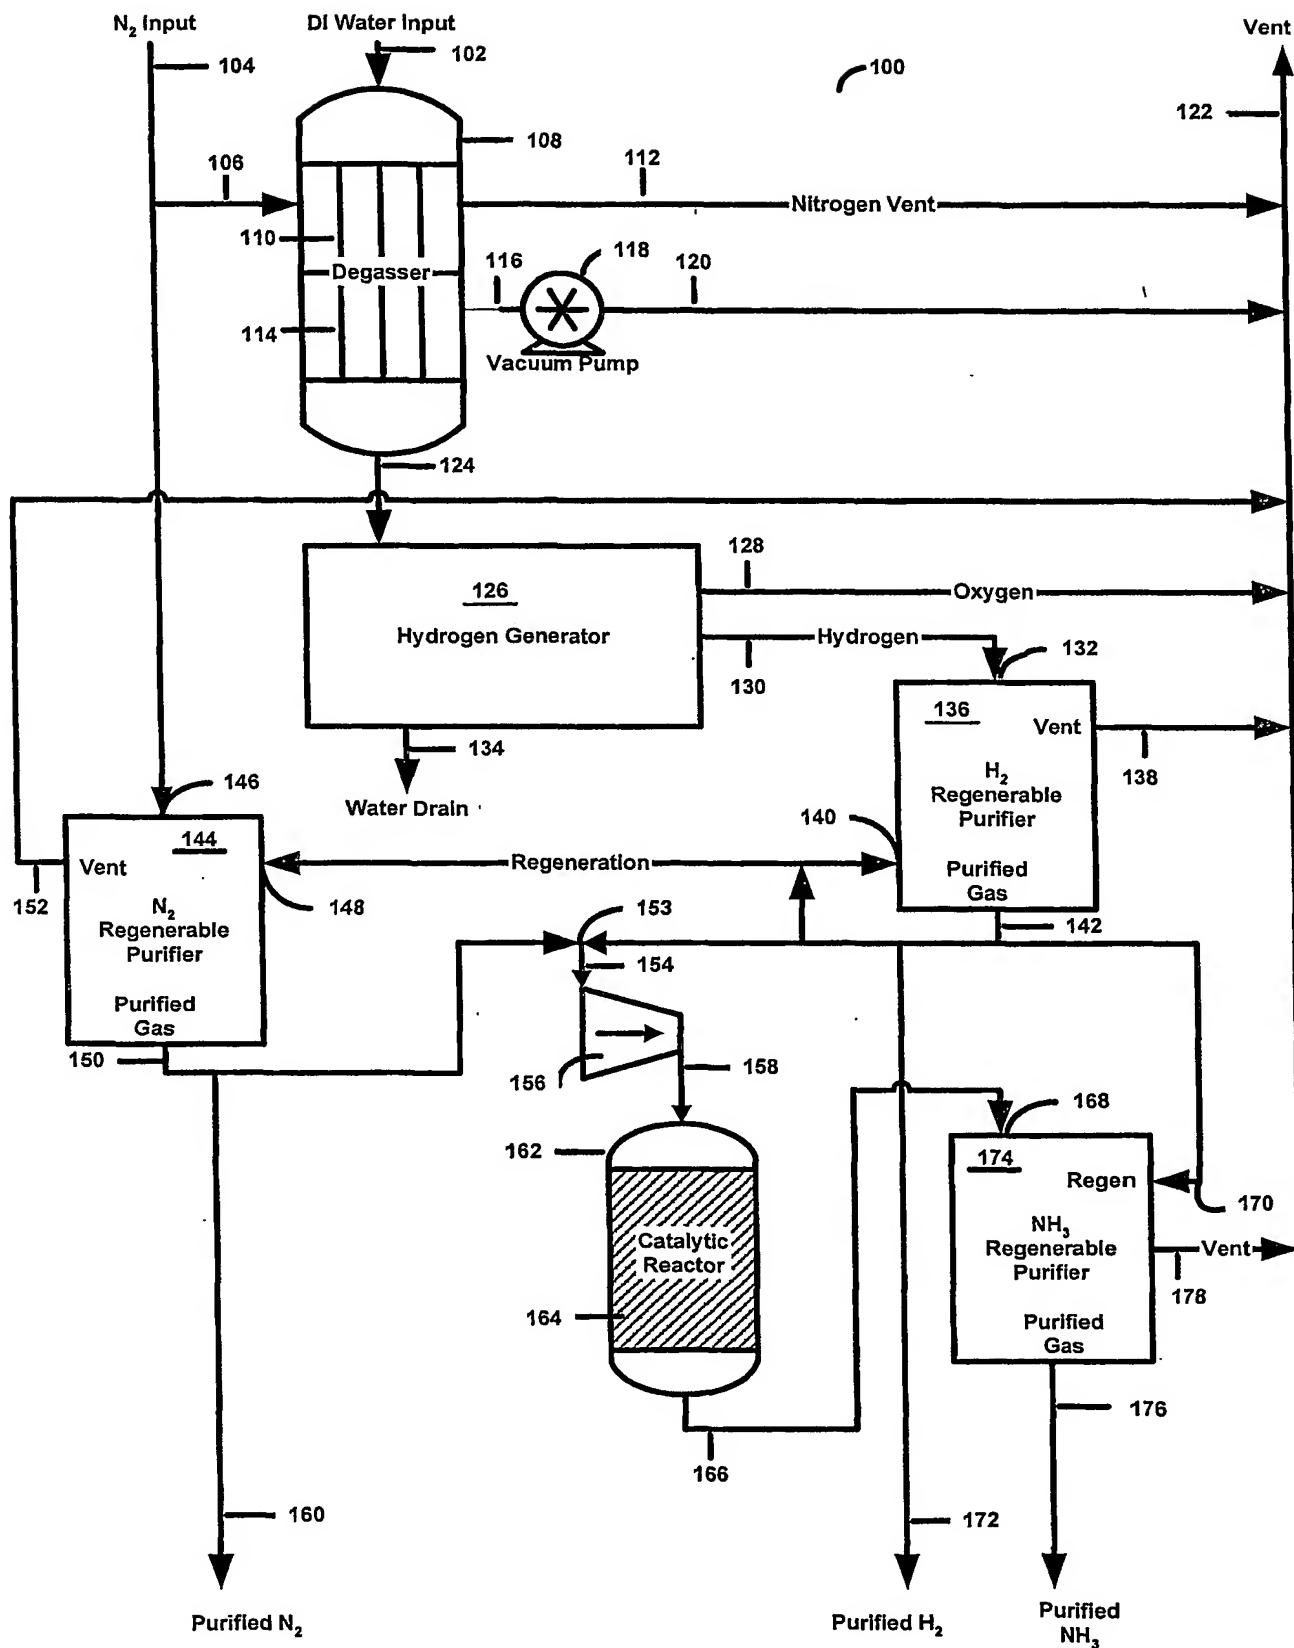 N2 Input
DI Water Input
Vent
104
102
100
122
108
106
112
Nitrogen Vent
110
Degasser
116
118
120
114
Vacuum Pump
124
128
126
Oxygen
Hydrogen Generator
Hydrogen
130
132
136
Vent
134
138
Water Drain
H2
Regenerable
Purifier
146
140
144
Vent
Regeneration
Purified
Gas
152
148
142
N2
Regenerable
Purifier
153
154
Purified
Gas
150
156
158
168
162
174
Regen
170
NH3
Regenerable
Purifier
Vent
178
Catalytic
Reactor
164
Purified
Gas
176
166
160
172
Purified N2
Purified H2
Purified
NH3